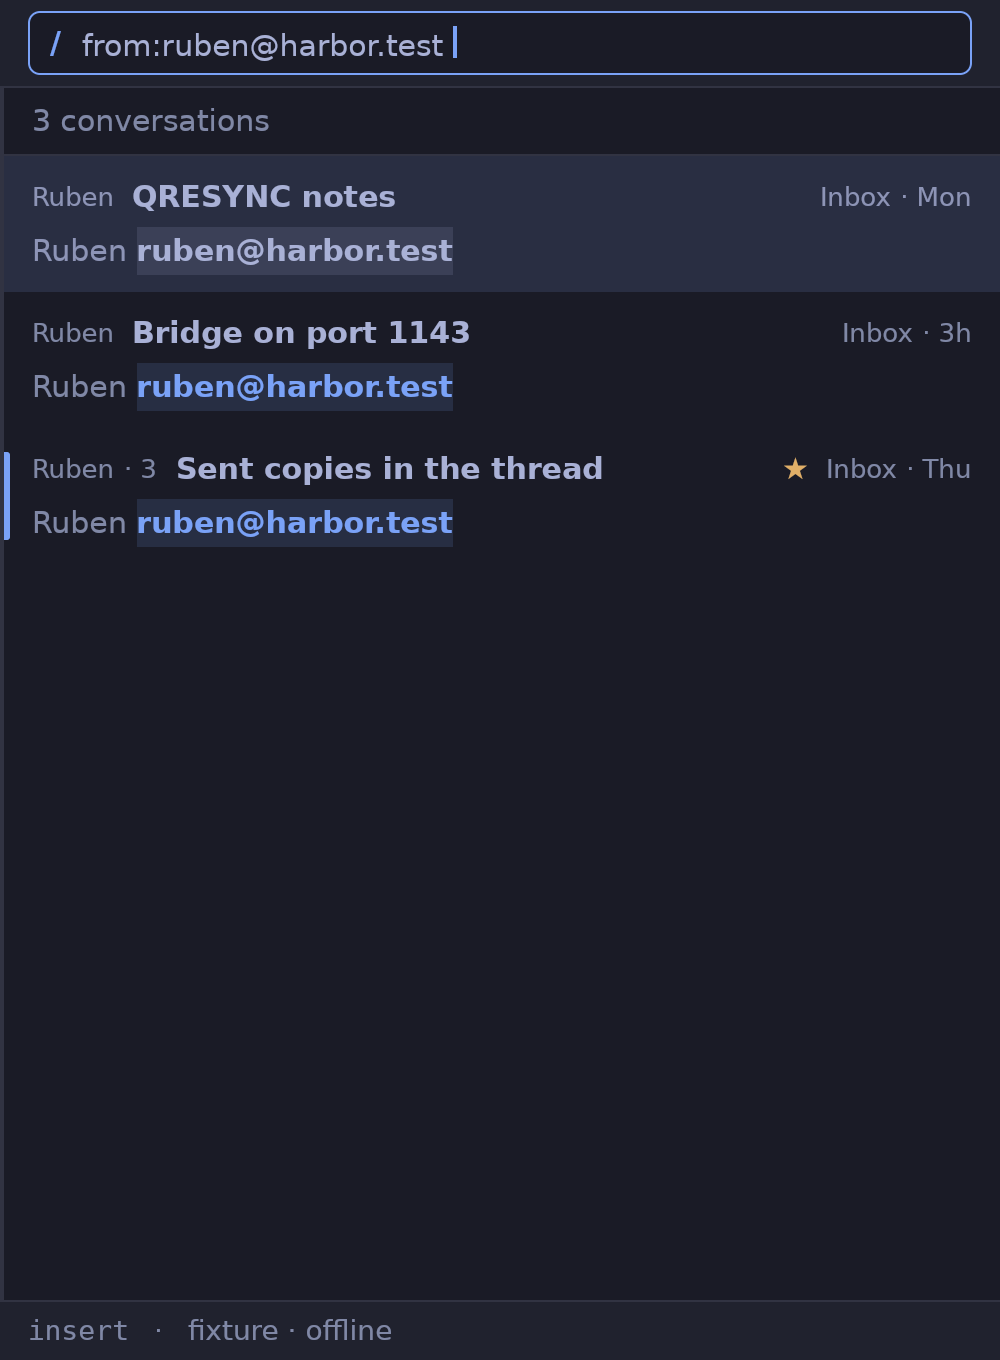 / from:ruben@harbor.test
3 conversations
Ruben QRESYNC notes Inbox · Mon
Ruben ruben@harbor.test
Ruben Bridge on port 1143 Inbox · 3h
Ruben ruben@harbor.test
Ruben · 3 Sent copies in the thread ★ Inbox · Thu
Ruben ruben@harbor.test
insert · fixture · offline